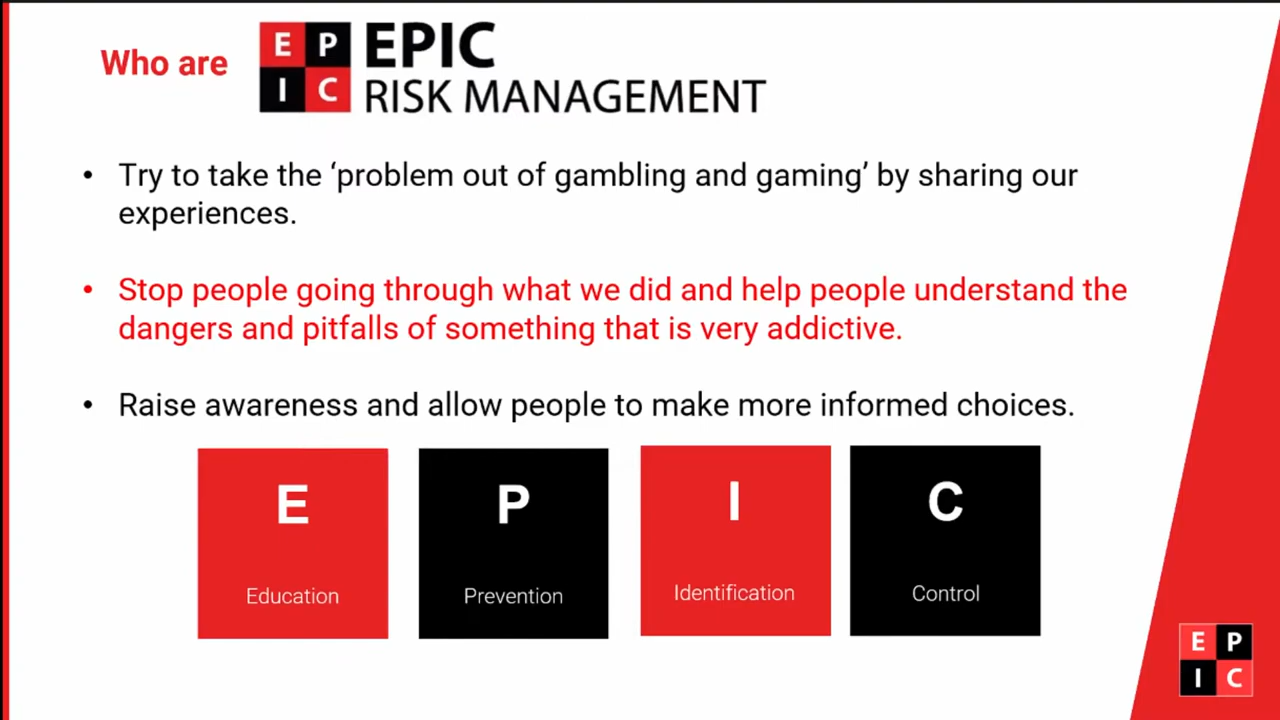 Who are
E P
I C
EPIC
RISK MANAGEMENT
• Try to take the ‘problem out of gambling and gaming’ by sharing our
experiences.
• Stop people going through what we did and help people understand the
dangers and pitfalls of something that is very addictive.
• Raise awareness and allow people to make more informed choices.
E
Education
P
Prevention
I
Identification
C
Control
E P
I C